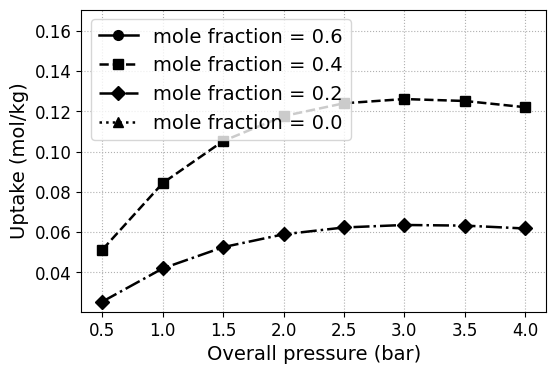 mole fraction = 0.6
mole fraction = 0.4
mole fraction = 0.2
mole fraction = 0.0
0.16
0.14
0.12
0.10
0.08
0.06
0.04
Uptake (mol/kg)
0.5 1.0 1.5 2.0 2.5 3.0 3.5 4.0
Overall pressure (bar)